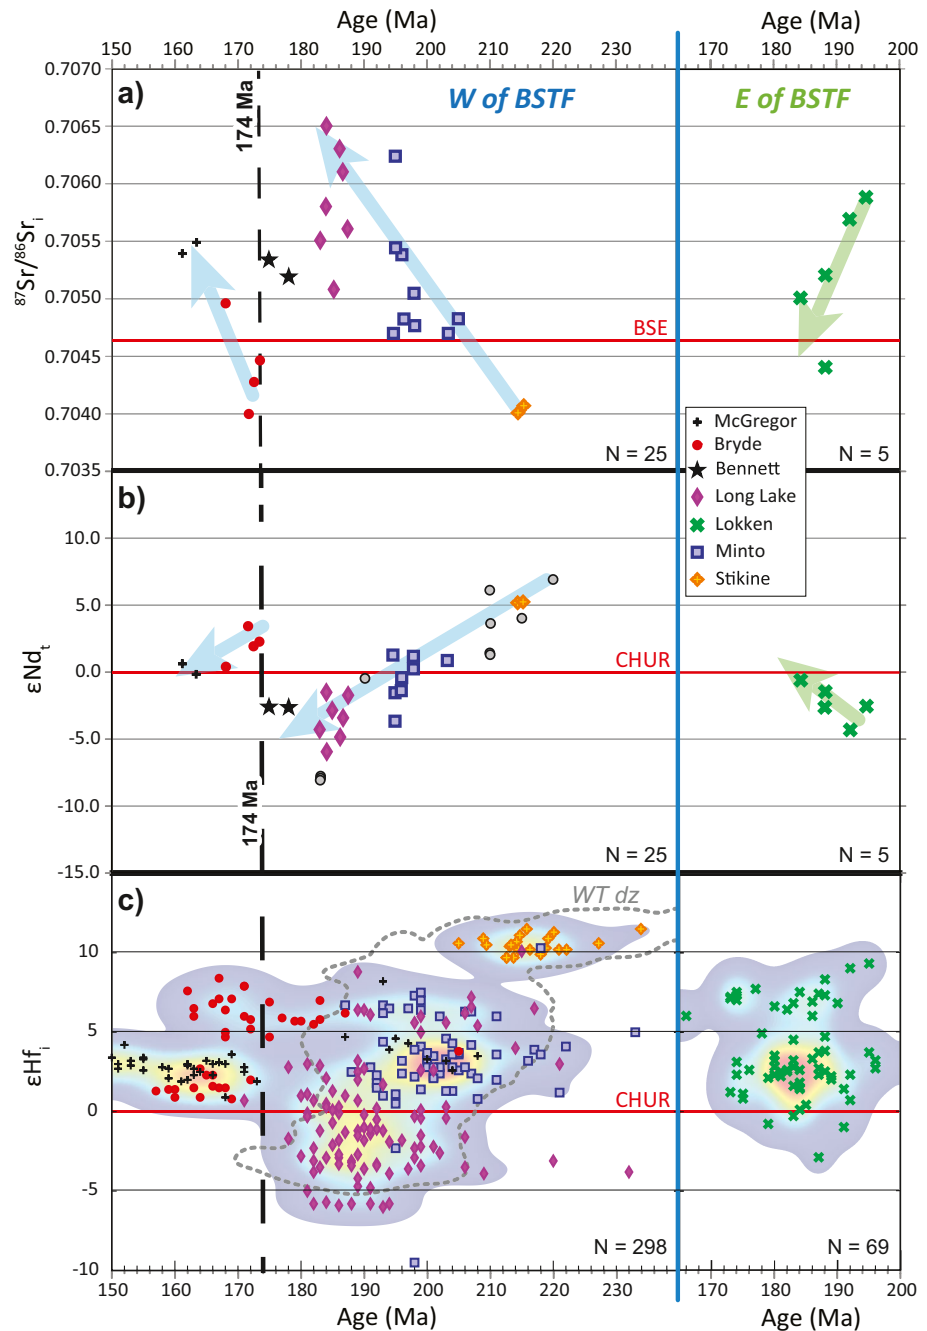 Age (Ma) Age (Ma)
150 160 170 180 190 200 210 220 230 170 180 190 200
a) 174 Ma W of BSTF E of BSTF
0.7070
0.7065
0.7060
0.7055
0.7050
0.7045
0.7040
0.7035
⁸⁷Sr/⁸⁶Srᵢ
BSE
N = 25 N = 5
McGregor
Bryde
Bennett
Long Lake
Lokken
Minto
Stikine
b)
10.0
5.0
0.0
-5.0
-10.0
-15.0
εNdₜ
CHUR
174 Ma
N = 25 N = 5
c) WT dz
10
5
0
-5
-10
εHfᵢ
CHUR
N = 298 N = 69
150 160 170 180 190 200 210 220 230 170 180 190 200
Age (Ma) Age (Ma)